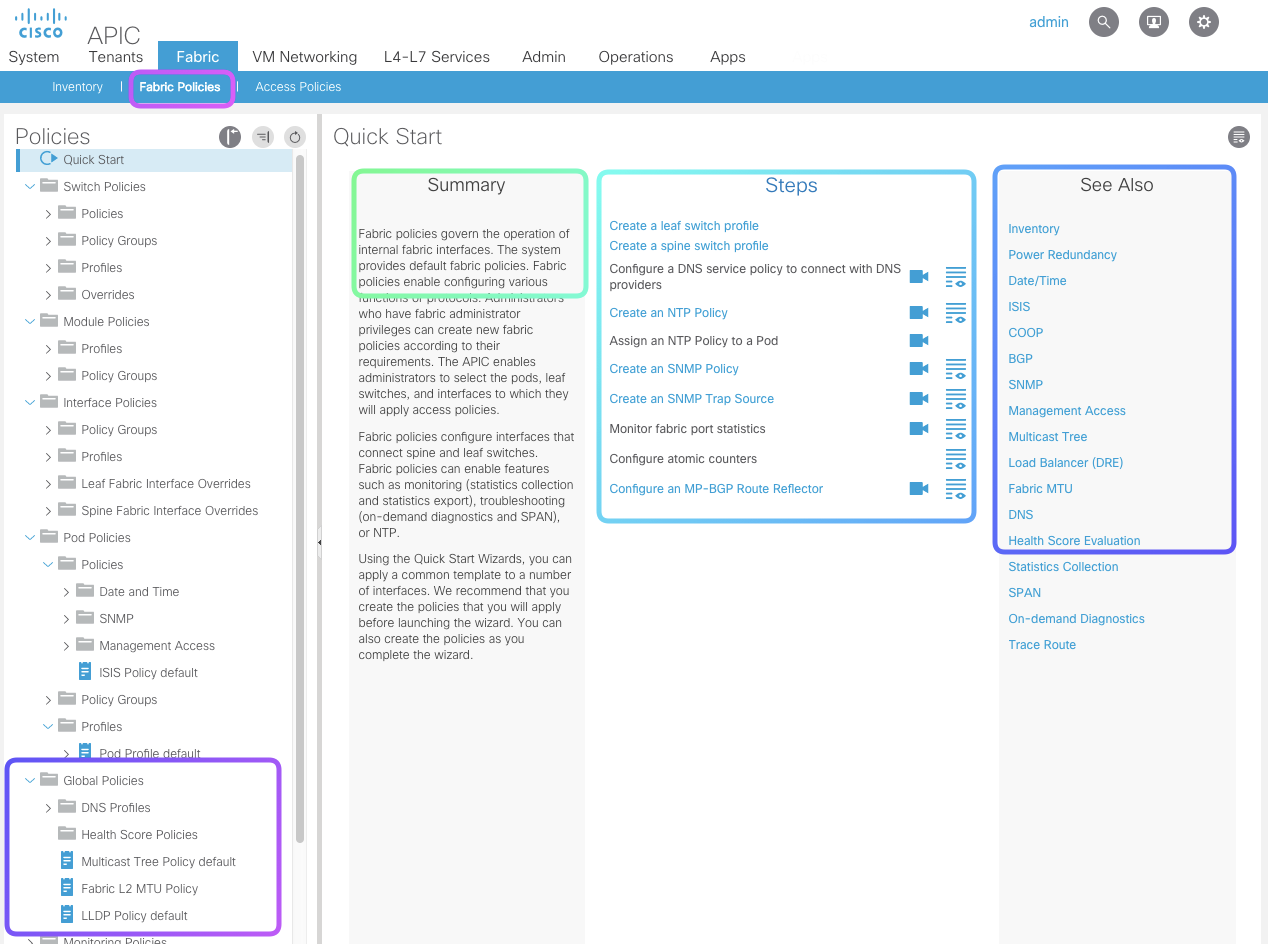 CISCO
APIC
admin
System
Tenants
Fabric
VM Networking
L4-L7 Services
Admin
Operations
Apps
Inventory
Fabric Policies
Access Policies
Policies
Quick Start
Switch Policies
Policies
Policy Groups
Profiles
Overrides
Module Policies
Profiles
Policy Groups
Interface Policies
Policy Groups
Profiles
Leaf Fabric Interface Overrides
Spine Fabric Interface Overrides
Pod Policies
Policies
Date and Time
SNMP
Management Access
ISIS Policy default
Policy Groups
Profiles
Pod Profile default
Global Policies
DNS Profiles
Health Score Policies
Multicast Tree Policy default
Fabric L2 MTU Policy
LLDP Policy default
Monitoring Policies
Quick Start
Summary
Fabric policies govern the operation of
internal fabric interfaces. The system
provides default fabric policies. Fabric
policies enable configuring various
functions or protocols. Administrators
who have fabric administrator
privileges can create new fabric
policies according to their
requirements. The APIC enables
administrators to select the pods, leaf
switches, and interfaces to which they
will apply access policies.
Fabric policies configure interfaces that
connect spine and leaf switches.
Fabric policies can enable features
such as monitoring (statistics collection
and statistics export), troubleshooting
(on-demand diagnostics and SPAN),
or NTP.
Using the Quick Start Wizards, you can
apply a common template to a number
of interfaces. We recommend that you
create the policies that you will apply
before launching the wizard. You can
also create the policies as you
complete the wizard.
Steps
Create a leaf switch profile
Create a spine switch profile
Configure a DNS service policy to connect with DNS
providers
Create an NTP Policy
Assign an NTP Policy to a Pod
Create an SNMP Policy
Create an SNMP Trap Source
Monitor fabric port statistics
Configure atomic counters
Configure an MP-BGP Route Reflector
See Also
Inventory
Power Redundancy
Date/Time
ISIS
COOP
BGP
SNMP
Management Access
Multicast Tree
Load Balancer (DRE)
Fabric MTU
DNS
Health Score Evaluation
Statistics Collection
SPAN
On-demand Diagnostics
Trace Route